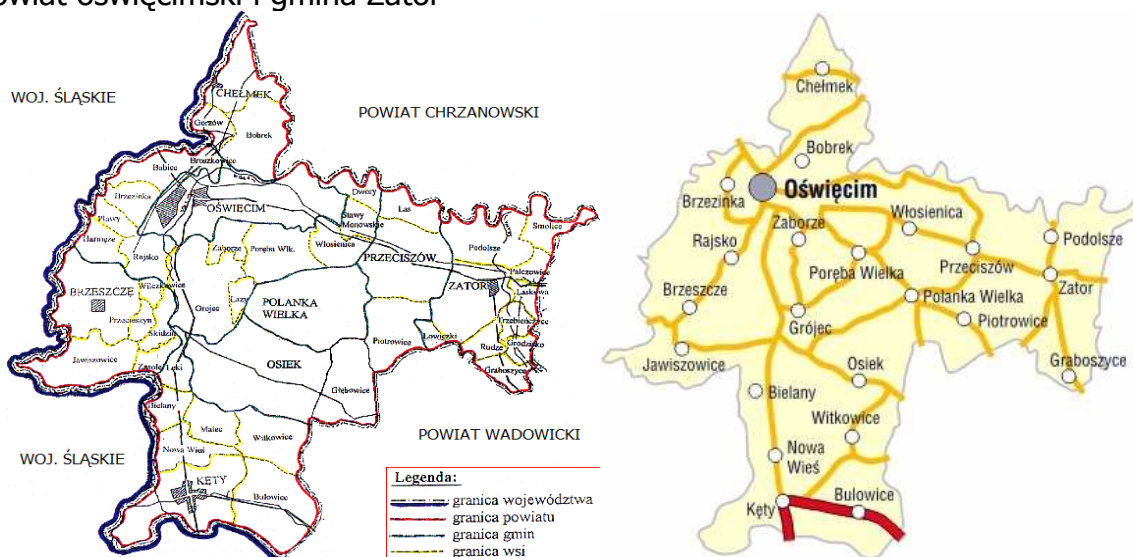 owiat oświęcimski i gmina Zator
WOJ. ŚLĄSKIE
POWIAT CHRZANOWSKI
CHEŁMEK
Gorzów
Bobrek
Broszkowice
Babice
Brzezinka
OŚWIĘCIM
Dwory
Stawy
Monowskie
Las
Smolice
Pławy
Harmęże
Rajsko
Zaborze
Poręba Wlk.
Włosienica
Podolsze
PRZECISZÓW
Palczowice
ZATOR
Laskowa
BRZESZCZE
Wilczkowice
Przecieszyn
Skidziń
Grojec
Łazy
POLANKA
WIELKA
Trzebieńczyce
Łowiczki
Grodzisko
Rudze
Graboszyce
Piotrowice
Jawiszowice
Zasole
Łęki
OSIEK
Głębowice
Bielany
Malec
Witkowice
Nowa Wieś
WOJ. ŚLĄSKIE
KĘTY
Bulowice
POWIAT WADOWICKI
Legenda:
granica województwa
granica powiatu
granica gmin
granica wsi
Chełmek
Bobrek
Oświęcim
Brzezinka
Zaborze
Włosienica
Rajsko
Podolsze
Poręba Wielka
Przeciszów
Brzeszcze
Zator
Polanka Wielka
Grójec
Piotrowice
Jawiszowice
Osiek
Graboszyce
Bielany
Witkowice
Nowa
Wieś
Bulowice
Kęty